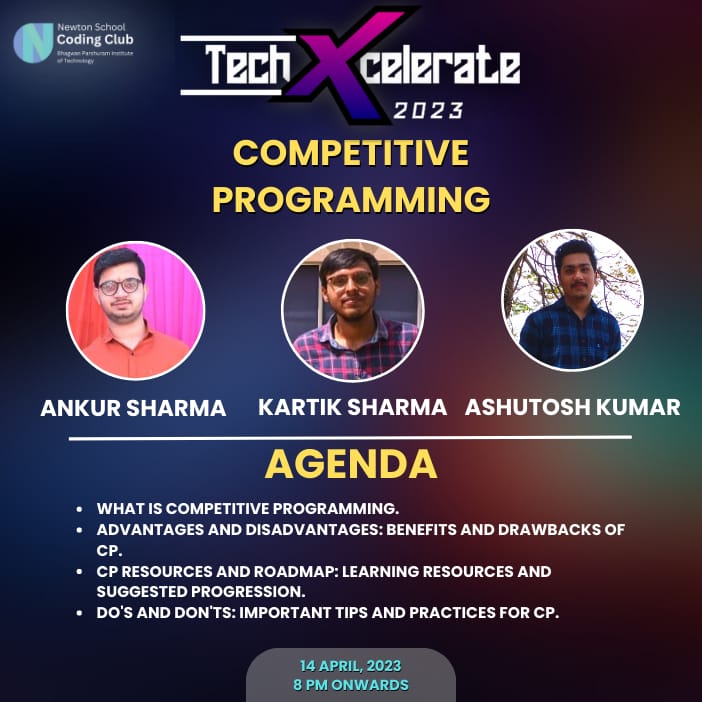 Newton School
Coding Club
Bhagwan Parshuram Institute
of Technology
TechXcelerate
2023
COMPETITIVE
PROGRAMMING
ANKUR SHARMA
KARTIK SHARMA
ASHUTOSH KUMAR
AGENDA
• WHAT IS COMPETITIVE PROGRAMMING.
• ADVANTAGES AND DISADVANTAGES: BENEFITS AND DRAWBACKS OF
CP.
• CP RESOURCES AND ROADMAP: LEARNING RESOURCES AND
SUGGESTED PROGRESSION.
• DO'S AND DON'TS: IMPORTANT TIPS AND PRACTICES FOR CP.
14 APRIL, 2023
8 PM ONWARDS